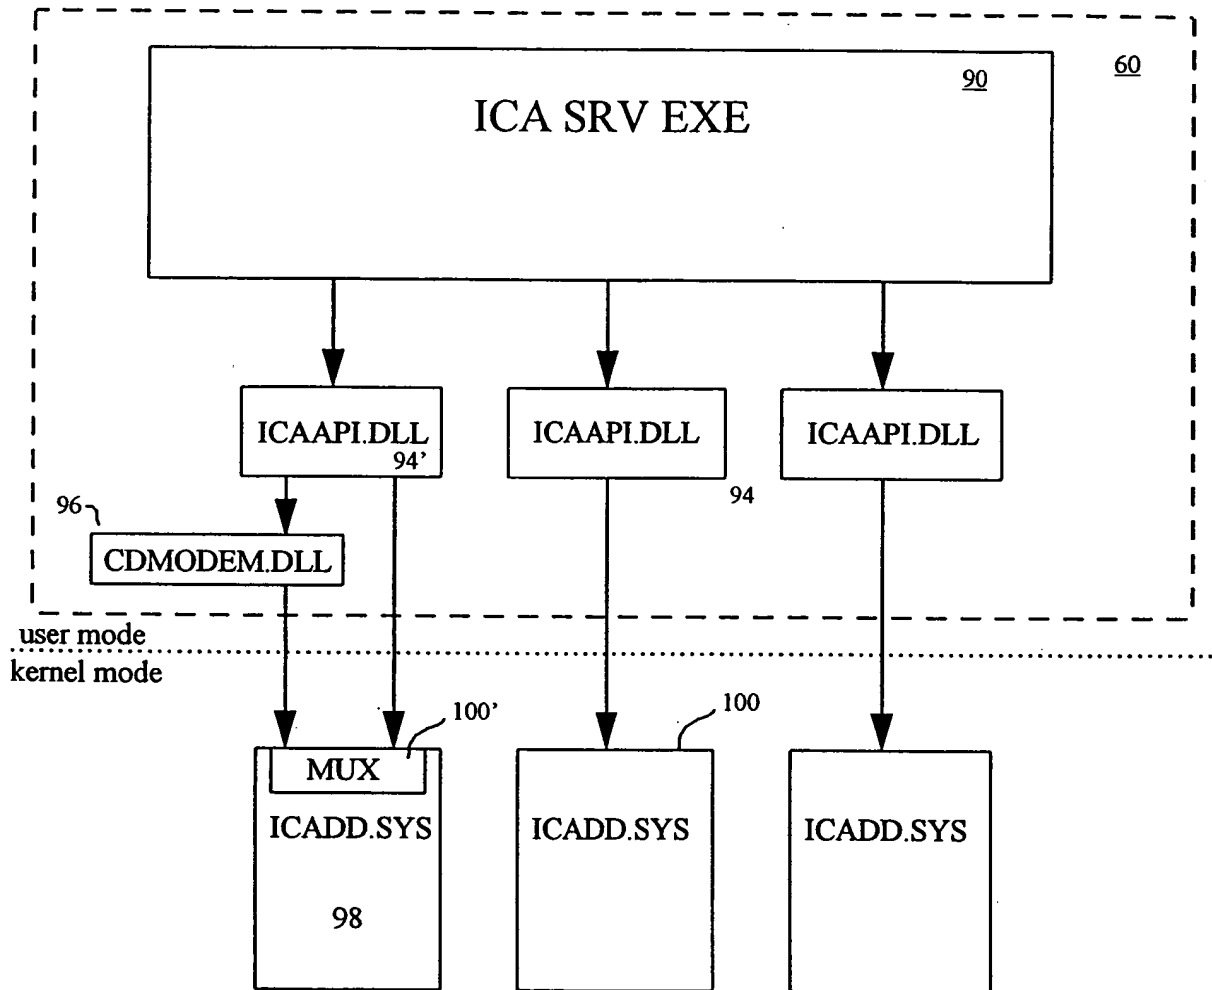 90
60
ICA SRV EXE
ICAAPI.DLL
94’
ICAAPI.DLL
94
ICAAPI.DLL
96
CDMODEM.DLL
user mode
kernel mode
100’
100
MUX
ICADD.SYS
98
ICADD.SYS
ICADD.SYS